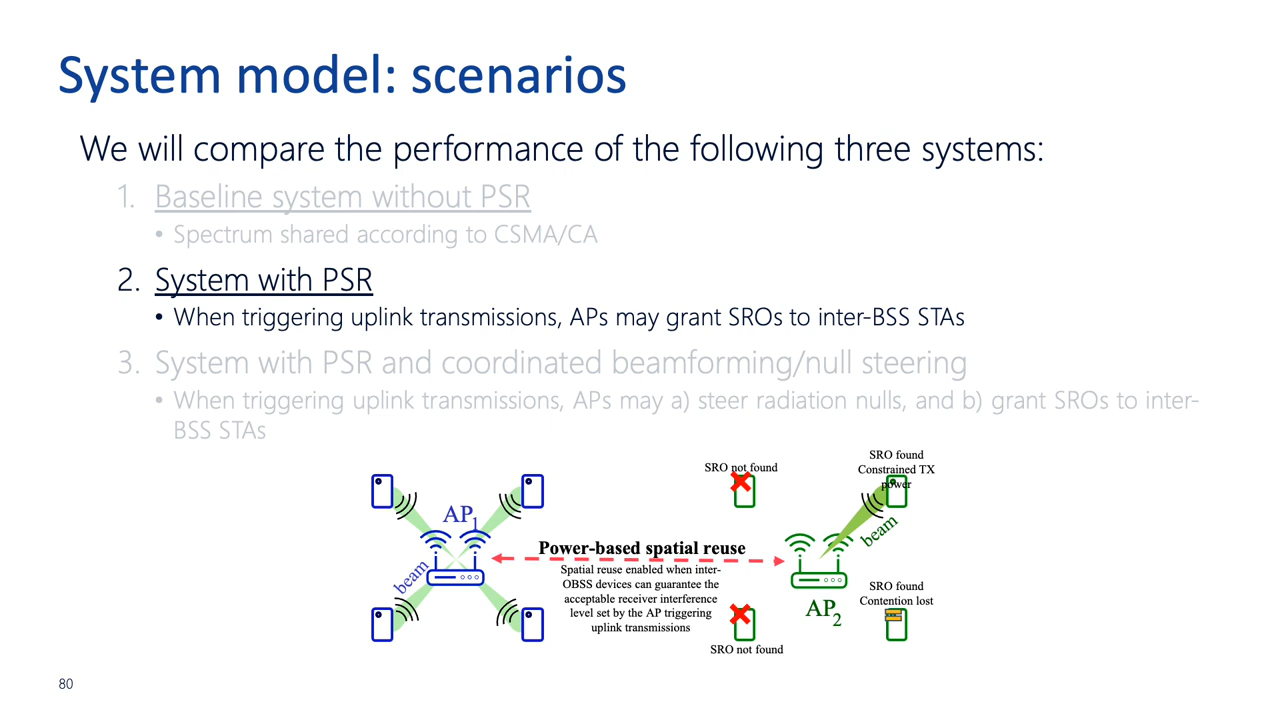 System model: scenarios
We will compare the performance of the following three systems:
1. Baseline system without PSR
• Spectrum shared according to CSMA/CA
2. System with PSR
• When triggering uplink transmissions, APs may grant SROs to inter-BSS STAs
3. System with PSR and coordinated beamforming/null steering
• When triggering uplink transmissions, APs may a) steer radiation nulls, and b) grant SROs to inter-
BSS STAs
SRO found
Constrained TX
power
SRO not found
AP1
beam
Power-based spatial reuse
Spatial reuse enabled when inter-
OBSS devices can guarantee the
acceptable receiver interference
level set by the AP triggering
uplink transmissions
beam
AP2
SRO found
Contention lost
SRO not found
80